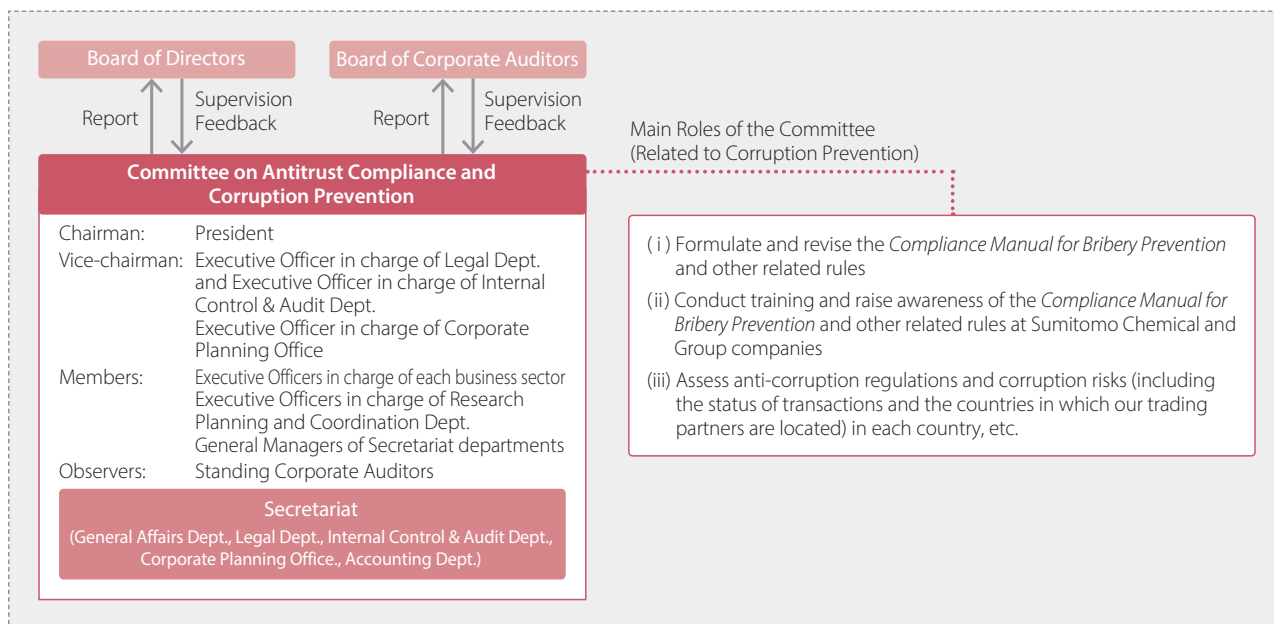 Board of Directors
Board of Corporate Auditors
Report
Supervision
Feedback
Report
Supervision
Feedback
Committee on Antitrust Compliance and
Corruption Prevention
Chairman: President
Vice-chairman: Executive Officer in charge of Legal Dept.
and Executive Officer in charge of Internal
Control & Audit Dept.
Executive Officer in charge of Corporate
Planning Office
Members: Executive Officers in charge of each business sector
Executive Officers in charge of Research
Planning and Coordination Dept.
General Managers of Secretariat departments
Observers: Standing Corporate Auditors
Secretariat
(General Affairs Dept., Legal Dept., Internal Control & Audit Dept.,
Corporate Planning Office., Accounting Dept.)
Main Roles of the Committee
(Related to Corruption Prevention)
(i) Formulate and revise the Compliance Manual for Bribery Prevention
and other related rules
(ii) Conduct training and raise awareness of the Compliance Manual for
Bribery Prevention and other related rules at Sumitomo Chemical and
Group companies
(iii) Assess anti-corruption regulations and corruption risks (including
the status of transactions and the countries in which our trading
partners are located) in each country, etc.